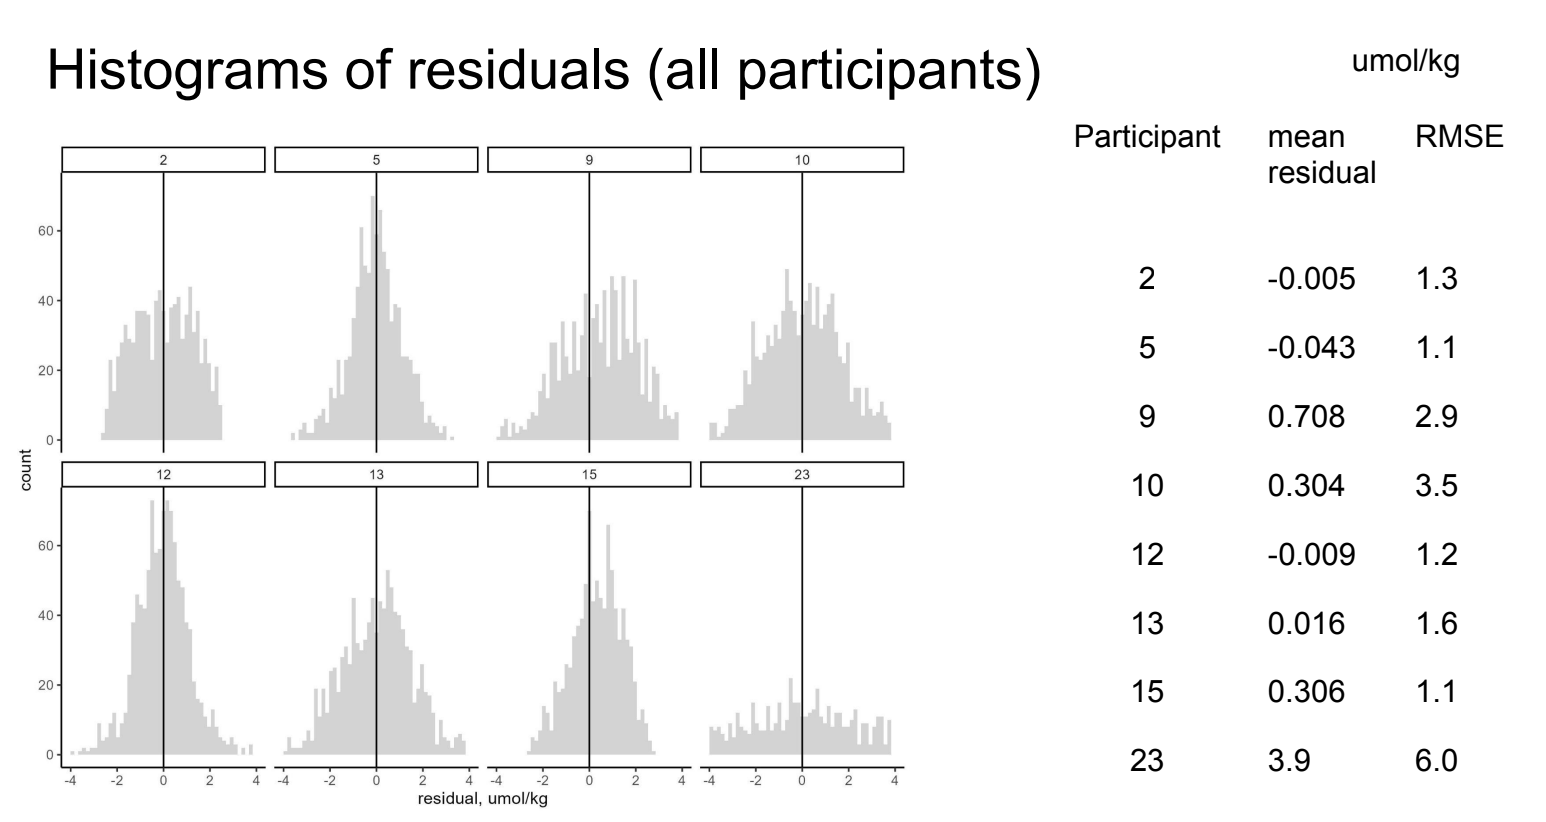 Histograms of residuals (all participants)
umol/kg
Participant mean residual RMSE
2 5 9 10
60
40
20
0
count
12 13 15 23
60
40
20
0
-4 -2 0 2 4 -4 -2 0 2 4 -4 -2 0 2 4 -4 -2 0 2 4
residual, umol/kg
2 -0.005 1.3
5 -0.043 1.1
9 0.708 2.9
10 0.304 3.5
12 -0.009 1.2
13 0.016 1.6
15 0.306 1.1
23 3.9 6.0